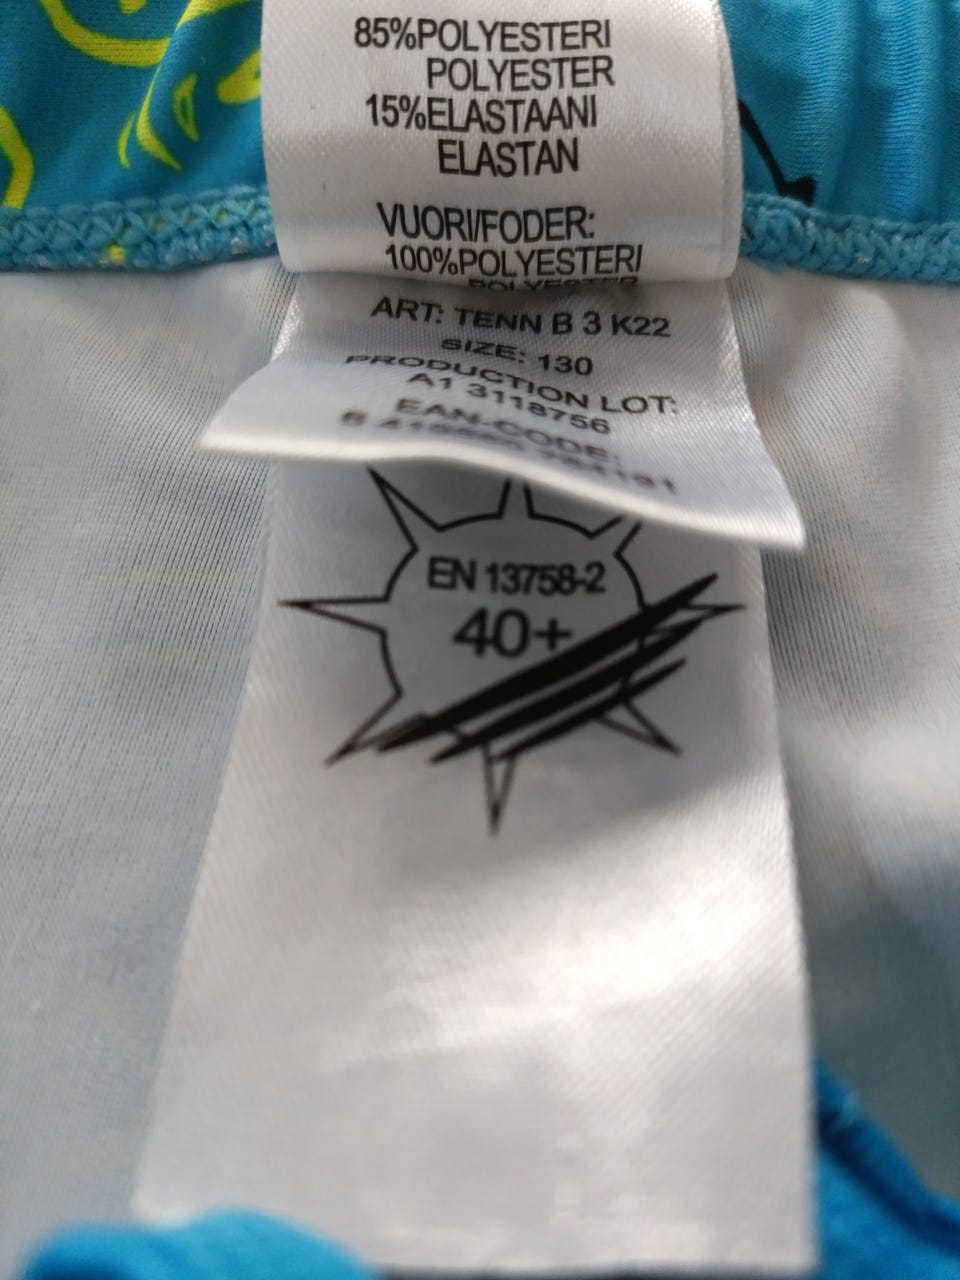 85%POLYESTERI
POLYESTER
15%ELASTAANI
ELASTAN
VUORI/FODER:
100%POLYESTERI
POLYESTER
ART: TENN B 3 K22
SIZE: 130
PRODUCTION LOT:
A1 3118756
EAN-CODE:
EN 13758-2
40+